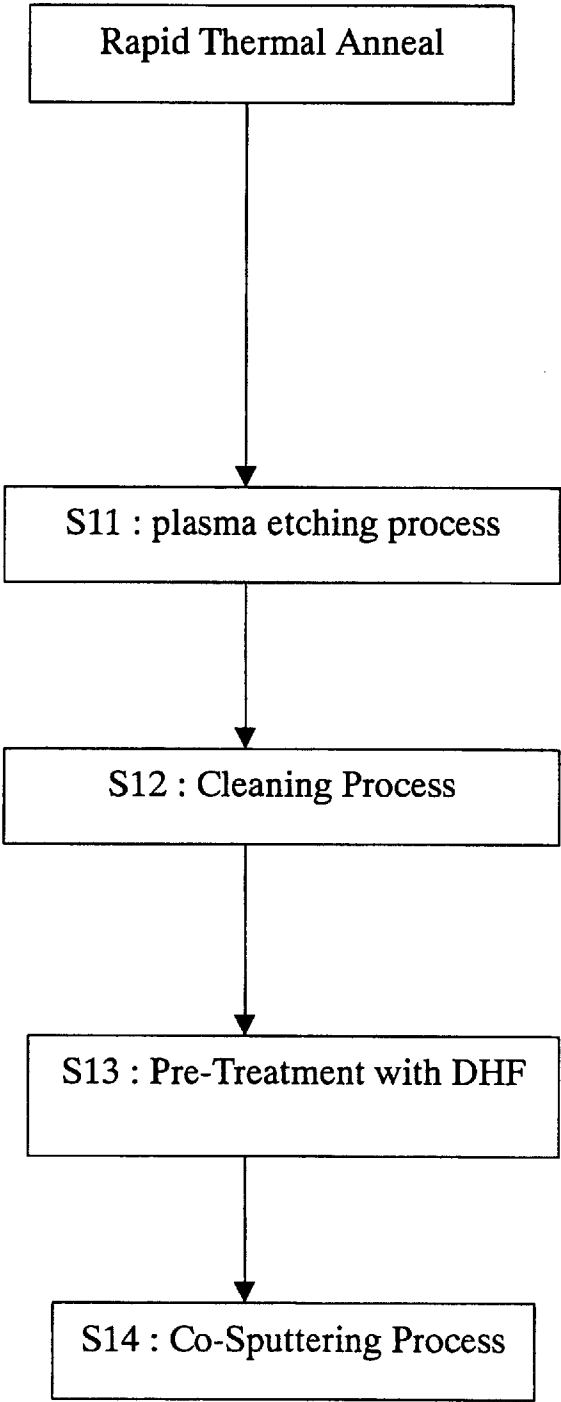 Rapid Thermal Anneal
S11 : plasma etching process
S12 : Cleaning Process
S13 : Pre-Treatment with DHF
S14 : Co-Sputtering Process